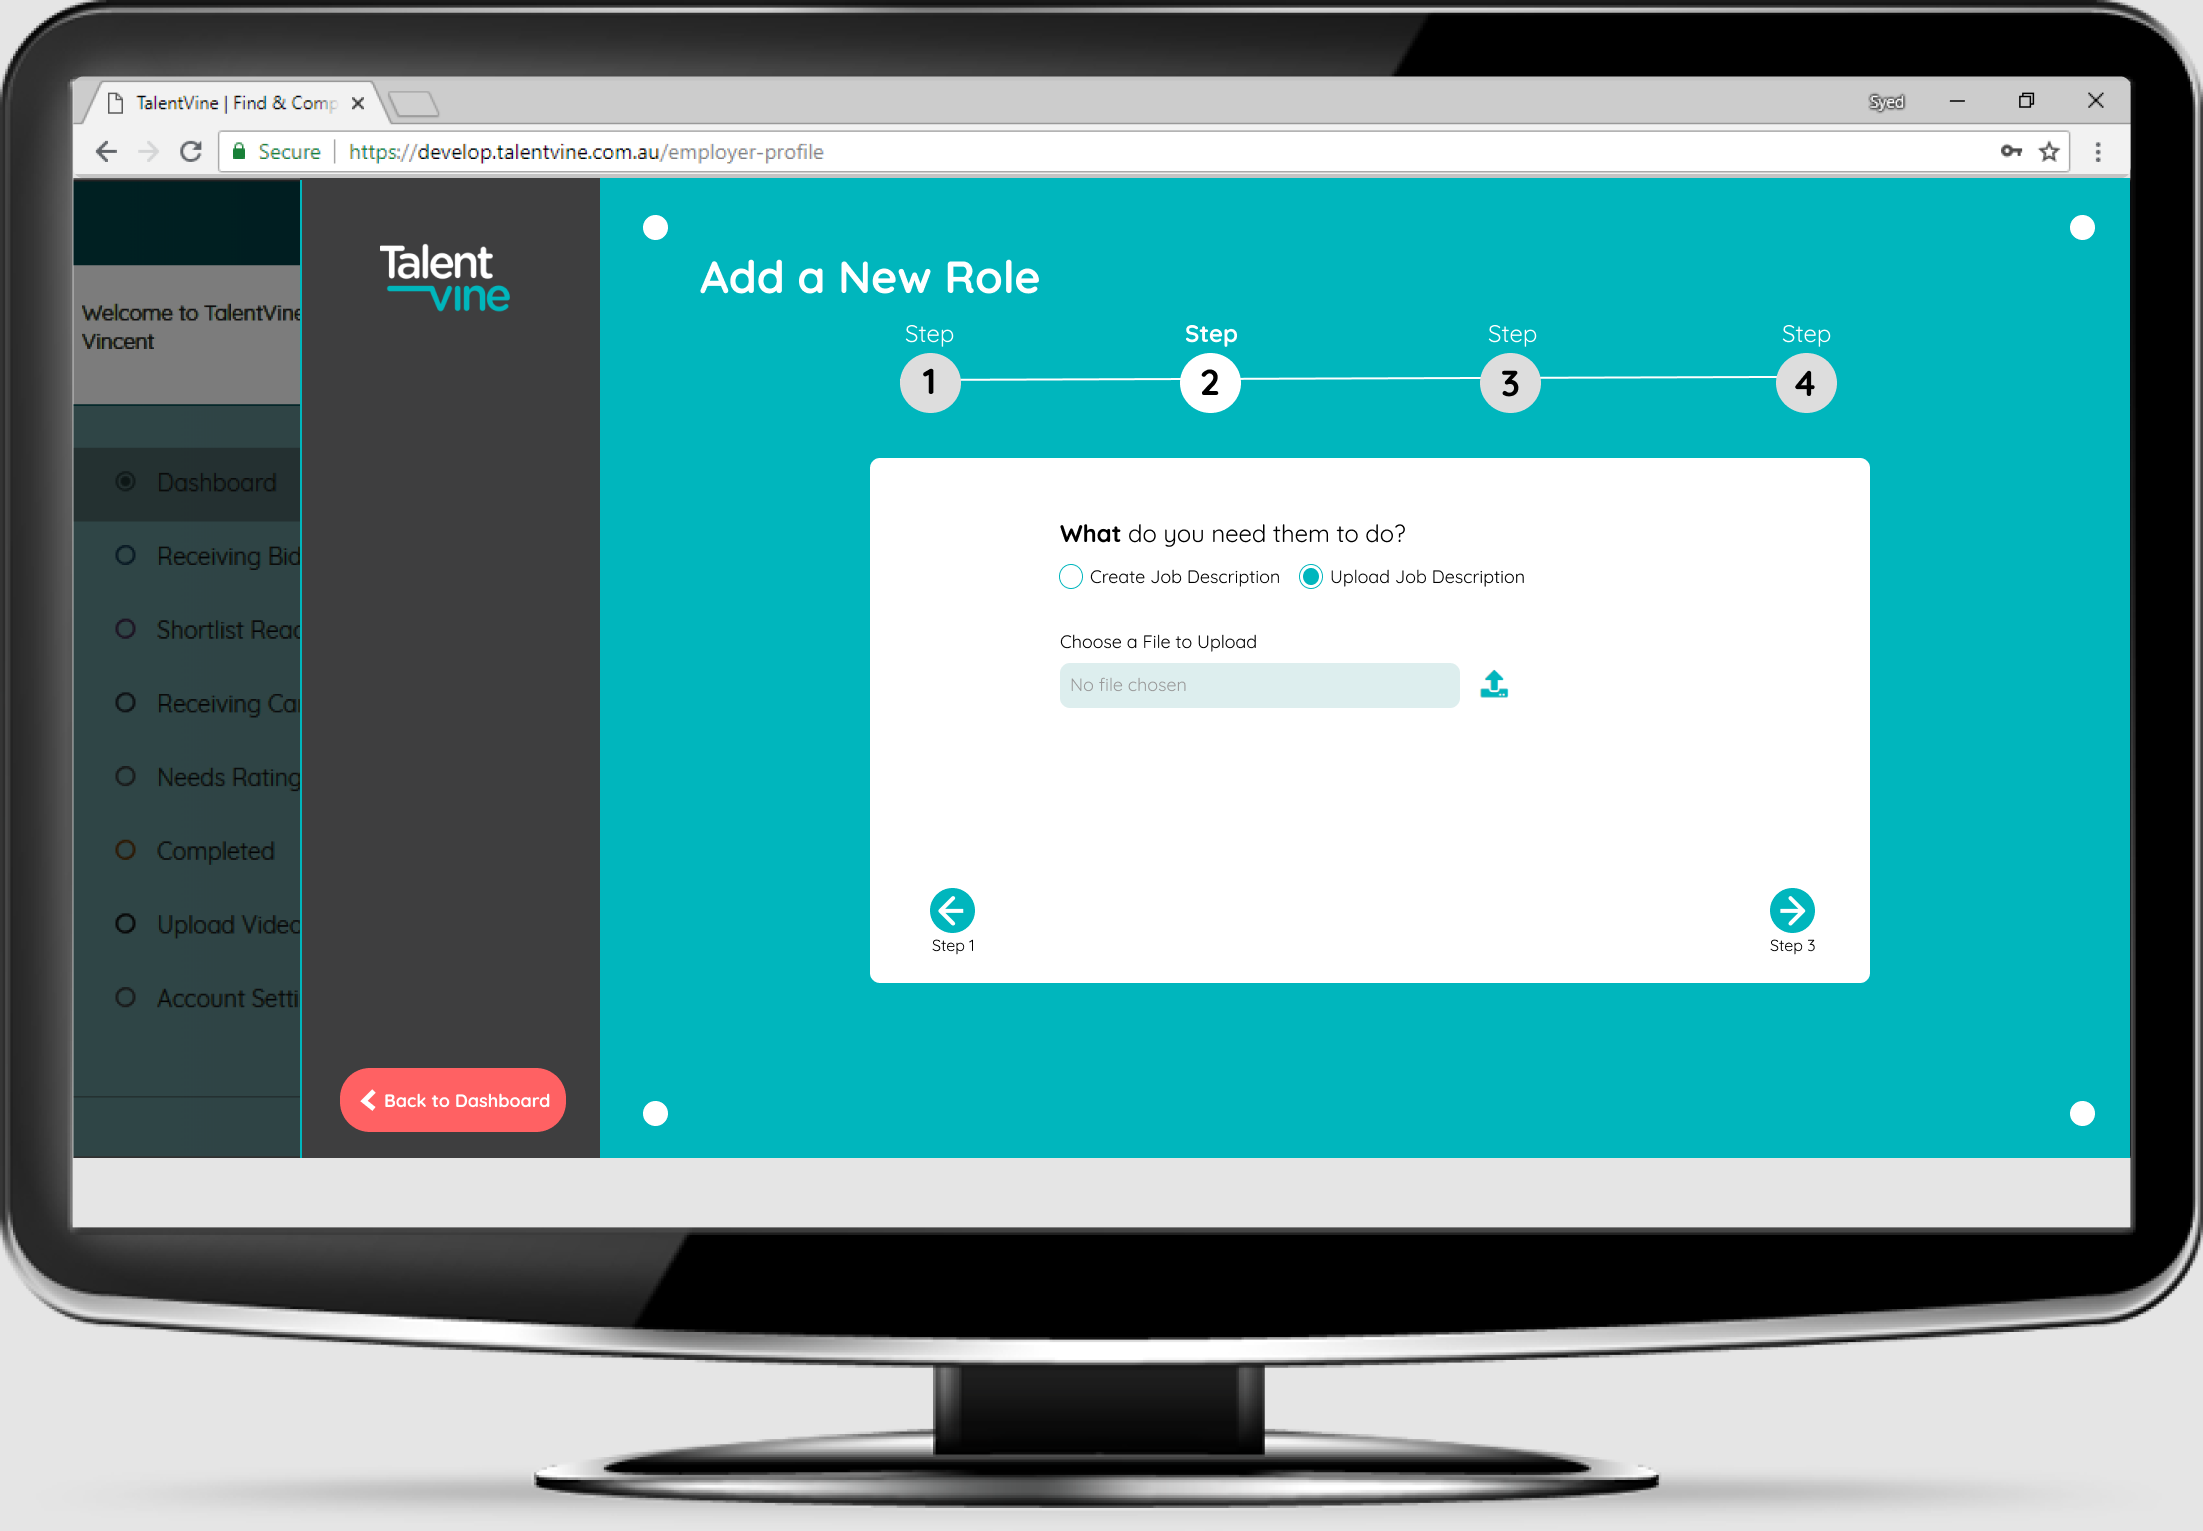 TalentVine | Find & Comp
Syed
Secure
https://develop.talentvine.com.au/employer-profile
Welcome to TalentVine
Vincent
Dashboard
Receiving Bid
Shortlist Read
Receiving Ca
Needs Rating
Completed
Upload Video
Account Setti
Talent
vine
Back to Dashboard
Add a New Role
Step Step Step Step
1 2 3 4
What do you need them to do?
Create Job Description Upload Job Description
Choose a File to Upload
No file chosen
Step 1 Step 3